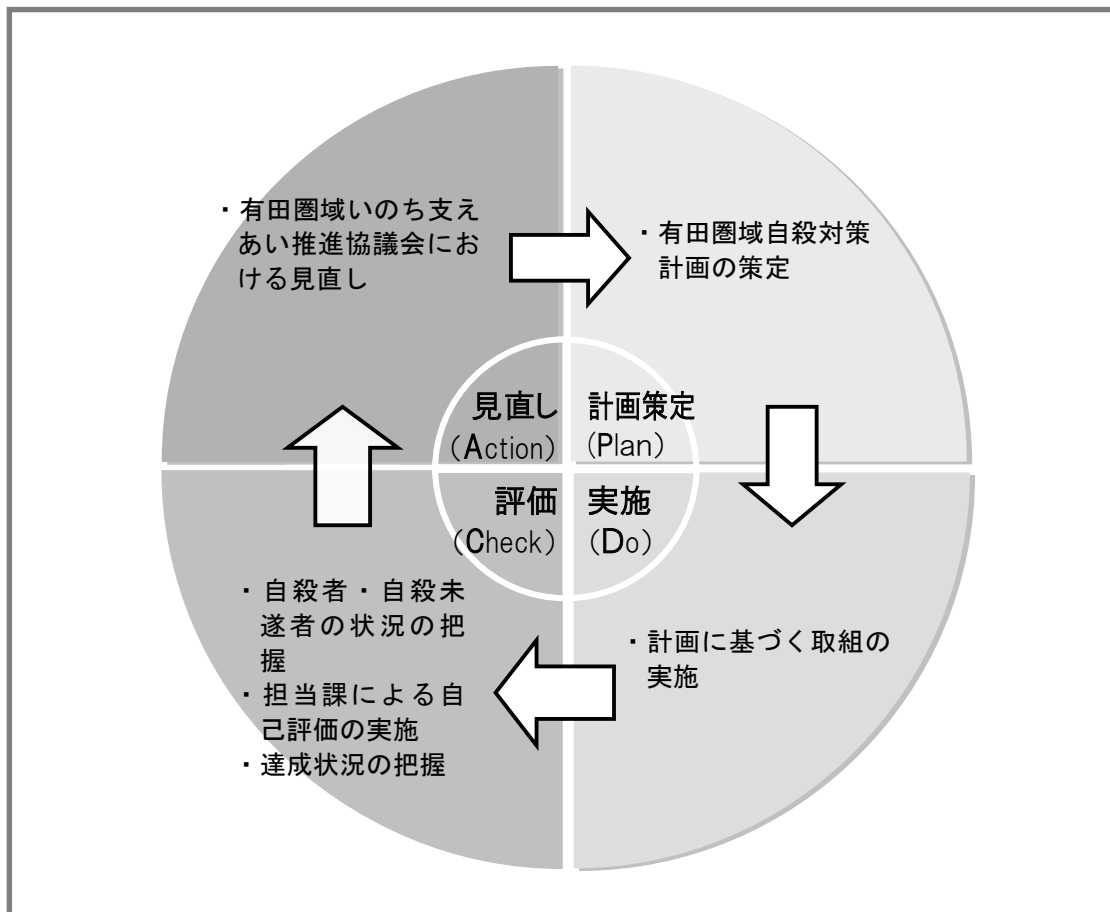 ・有田圏域いのち支え
あい推進協議会にお
ける見直し
・有田圏域自殺対策
計画の策定
見直し
(Action)
計画策定
(Plan)
評価
(Check)
実施
(Do)
・自殺者・自殺未
遂者の状況の把
握
・担当課による自
己評価の実施
・達成状況の把握
・計画に基づく取組の
実施